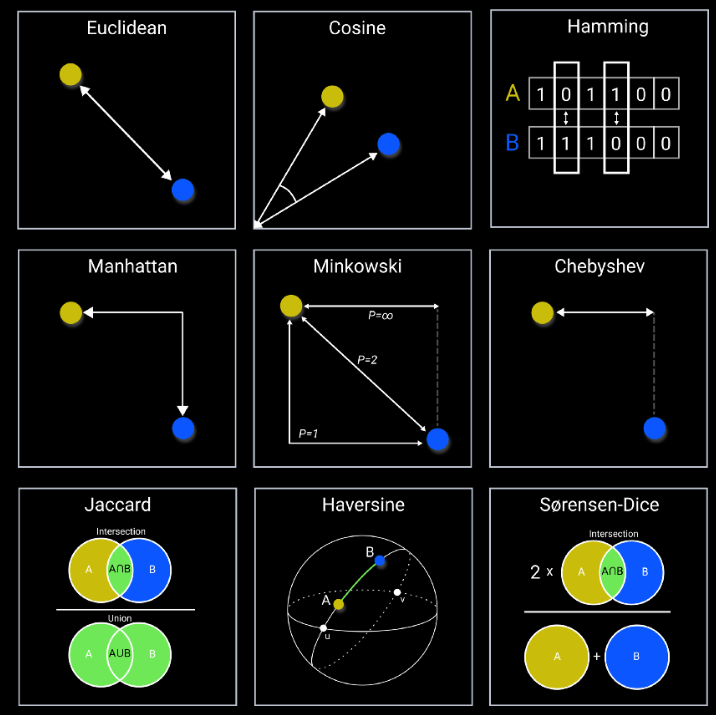 Euclidean
Cosine
Hamming
A 1 0 1 1 0 0
B 1 1 1 0 0 0
Manhattan
Minkowski
P=∞
P=2
P=1
Chebyshev
Jaccard
Intersection
A A∩B B
Union
A A∪B B
Haversine
B
A
v
u
Sørensen-Dice
Intersection
2 x A A∩B B
A + B